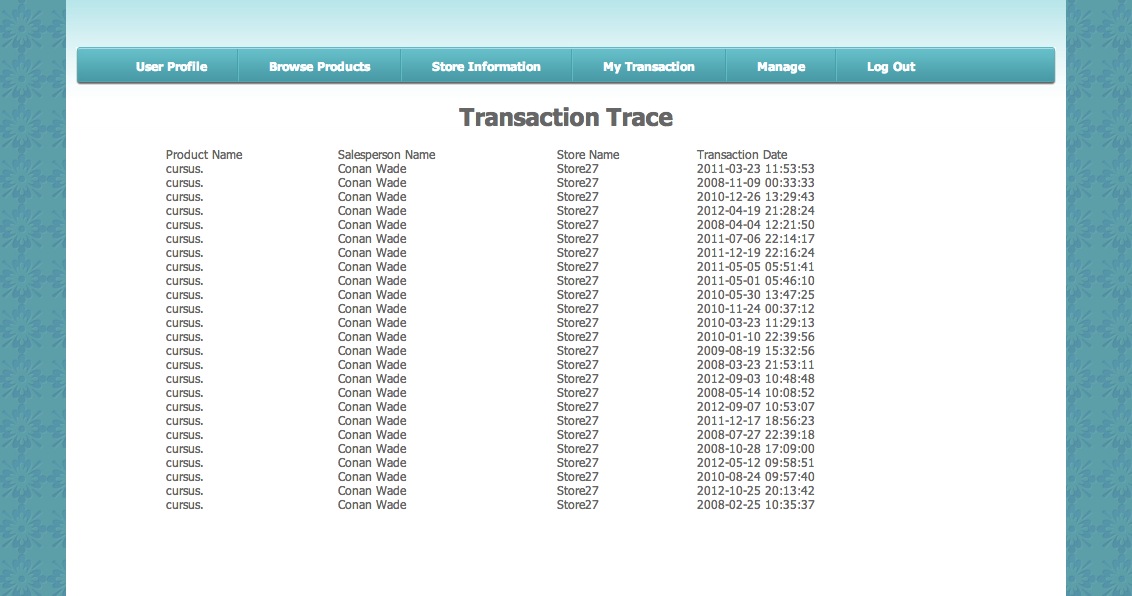 User Profile Browse Products Store Information My Transaction Manage Log Out
Transaction Trace
Product Name Salesperson Name Store Name Transaction Date
cursus. Conan Wade Store27 2011-03-23 11:53:53
cursus. Conan Wade Store27 2008-11-09 00:33:33
cursus. Conan Wade Store27 2010-12-26 13:29:43
cursus. Conan Wade Store27 2012-04-19 21:28:24
cursus. Conan Wade Store27 2008-04-04 12:21:50
cursus. Conan Wade Store27 2011-07-06 22:14:17
cursus. Conan Wade Store27 2011-12-19 22:16:24
cursus. Conan Wade Store27 2011-05-05 05:51:41
cursus. Conan Wade Store27 2011-05-01 05:46:10
cursus. Conan Wade Store27 2010-05-30 13:47:25
cursus. Conan Wade Store27 2010-11-24 00:37:12
cursus. Conan Wade Store27 2010-03-23 11:29:13
cursus. Conan Wade Store27 2010-01-10 22:39:56
cursus. Conan Wade Store27 2009-08-19 15:32:56
cursus. Conan Wade Store27 2008-03-23 21:53:11
cursus. Conan Wade Store27 2012-09-03 10:48:48
cursus. Conan Wade Store27 2008-05-14 10:08:52
cursus. Conan Wade Store27 2012-09-07 10:53:07
cursus. Conan Wade Store27 2011-12-17 18:56:23
cursus. Conan Wade Store27 2008-07-27 22:39:18
cursus. Conan Wade Store27 2008-10-28 17:09:00
cursus. Conan Wade Store27 2012-05-12 09:58:51
cursus. Conan Wade Store27 2010-08-24 09:57:40
cursus. Conan Wade Store27 2012-10-25 20:13:42
cursus. Conan Wade Store27 2008-02-25 10:35:37